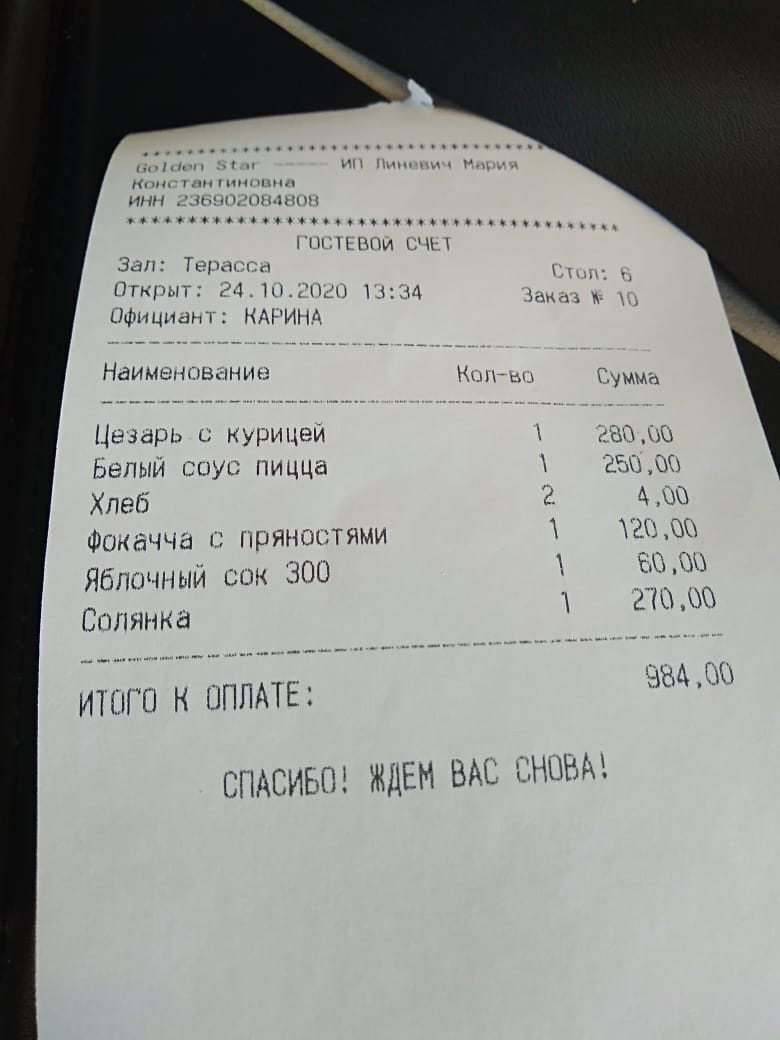 ****************************************
Golden Star ----- ИП Линевич Мария
Константиновна
ИНН 236902084808
****************************************
ГОСТЕВОЙ СЧЕТ
Зал: Терасса Стол: 6
Открыт: 24.10.2020 13:34 Заказ № 10
Официант: КАРИНА
Наименование Кол-во Сумма
Цезарь с курицей 1 280,00
Белый соус пицца 1 250,00
Хлеб 2 4,00
Фокачча с пряностями 1 120,00
Яблочный сок 300 1 60,00
Солянка 1 270,00
ИТОГО К ОПЛАТЕ: 984,00
СПАСИБО! ЖДЕМ ВАС СНОВА!